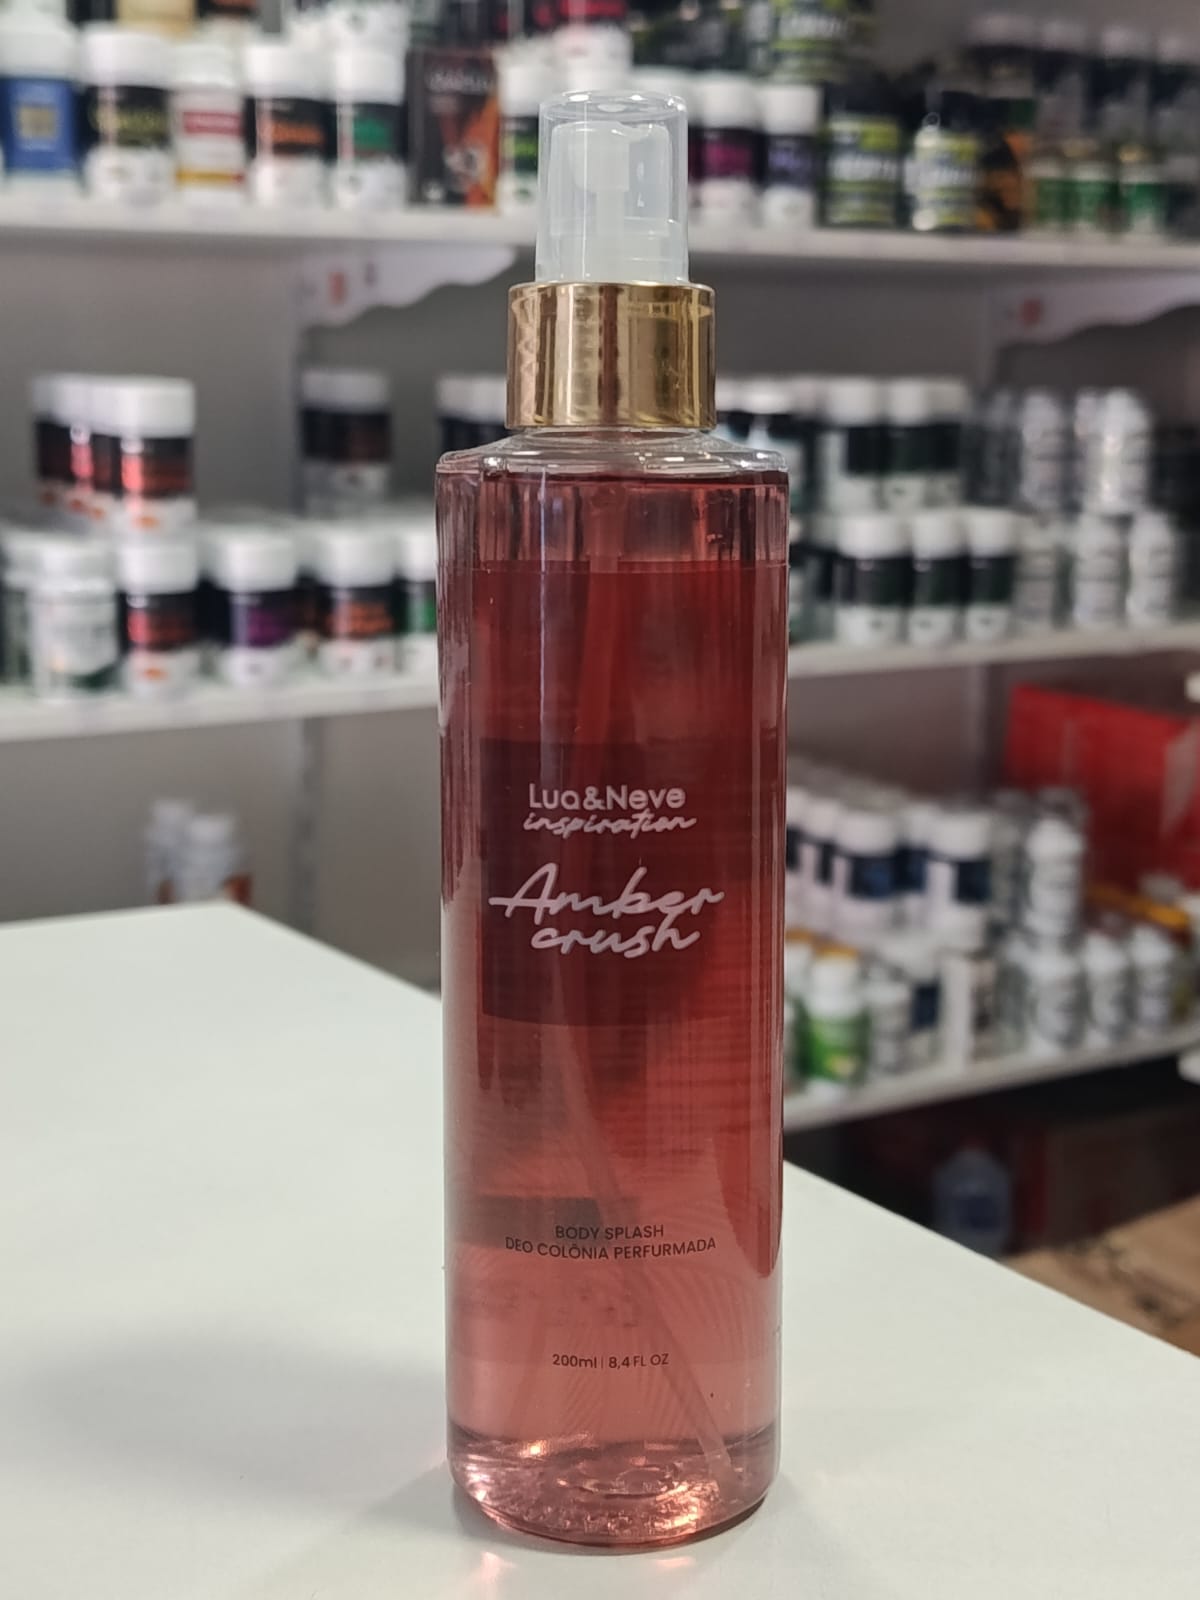 Lua&Neve
inspiration
Amber
crush
BODY SPLASH
DEO COLÔNIA PERFURMADA
200ml | 8,4 FL OZ